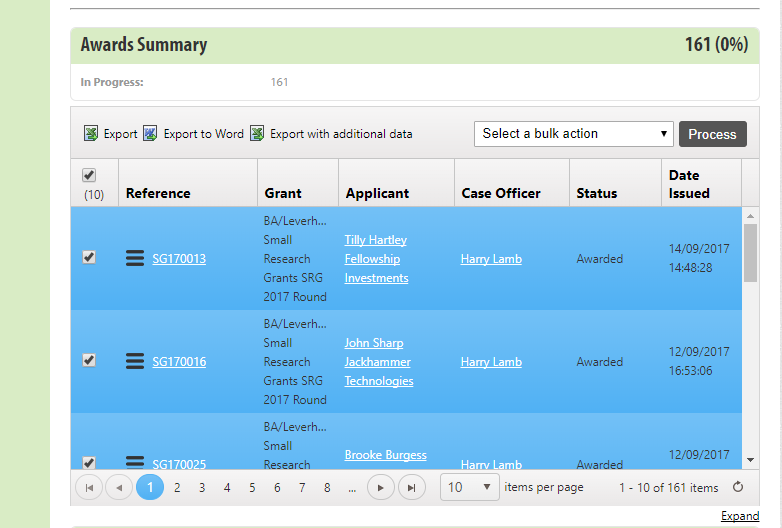 Awards Summary 161 (0%)
In Progress: 161
Export Export to Word Export with additional data Select a bulk action Process
(10) Reference Grant Applicant Case Officer Status Date Issued
BA/Leverh...
Small
Research
Grants SRG
2017 Round
SG170013
Tilly Hartley
Fellowship
Investments
Harry Lamb
Awarded
14/09/2017
14:48:28
BA/Leverh...
Small
Research
Grants SRG
2017 Round
SG170016
John Sharp
Jackhammer
Technologies
Harry Lamb
Awarded
12/09/2017
16:53:06
BA/Leverh...
Small
Research
SG170025
Brooke Burgess
Harry Lamb
Awarded
12/09/2017
1 2 3 4 5 6 7 8 ... 10 items per page 1 - 10 of 161 items
Expand